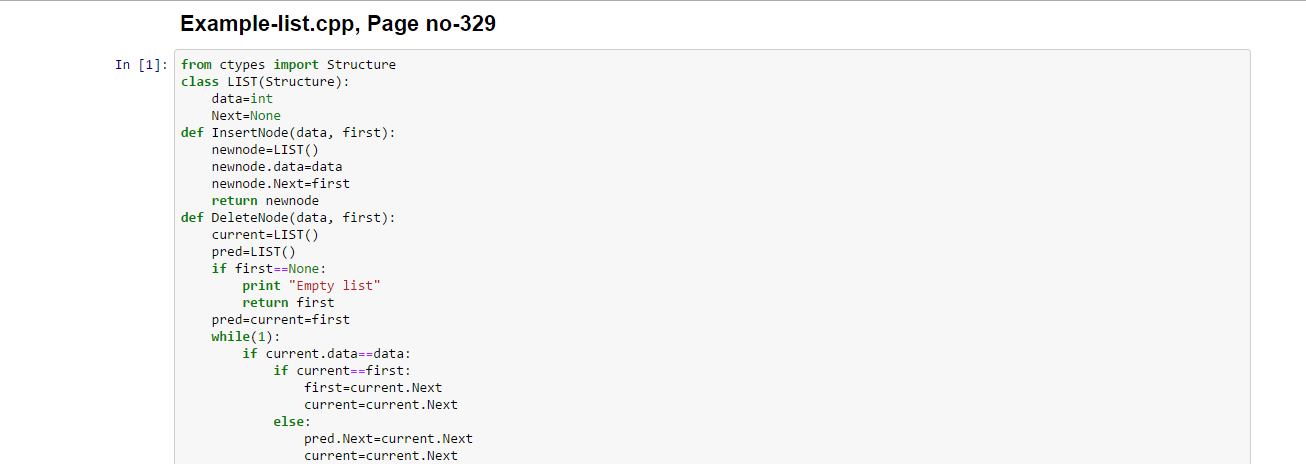 Example-list.cpp, Page no-329
In [1]: from ctypes import Structure
class LIST(Structure):
    data=int
    Next=None
def InsertNode(data, first):
    newnode=LIST()
    newnode.data=data
    newnode.Next=first
    return newnode
def DeleteNode(data, first):
    current=LIST()
    pred=LIST()
    if first==None:
        print "Empty list"
        return first
    pred=current=first
    while(1):
        if current.data==data:
            if current==first:
                first=current.Next
                current=current.Next
            else:
                pred.Next=current.Next
                current=current.Next